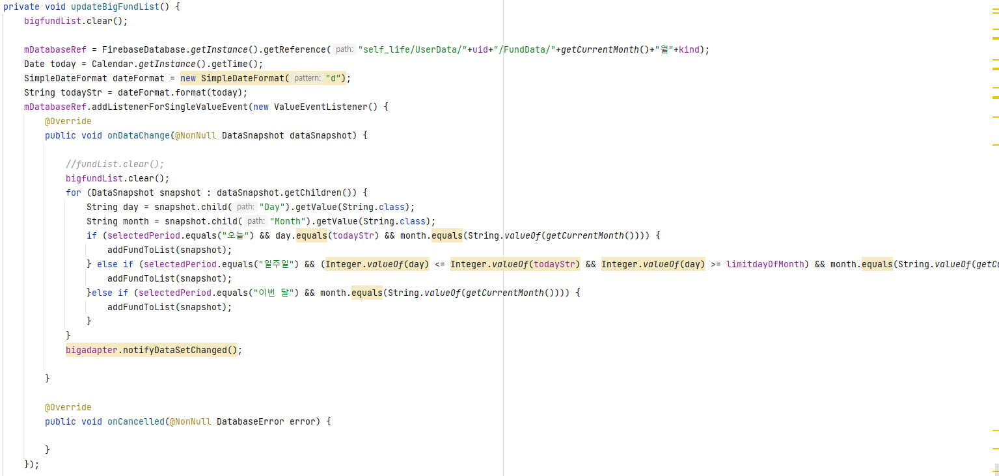 private void updateBigFundList() {
bigfundList.clear();
mDatabaseRef = FirebaseDatabase.getInstance().getReference( path: "self_life/UserData/"+uid+"/FundData/"+getCurrentMonth()+"월"+kind);
Date today = Calendar.getInstance().getTime();
SimpleDateFormat dateFormat = new SimpleDateFormat( pattern: "d");
String todayStr = dateFormat.format(today);
mDatabaseRef.addListenerForSingleValueEvent(new ValueEventListener() {
@Override
public void onDataChange(@NonNull DataSnapshot dataSnapshot) {
//fundList.clear();
bigfundList.clear();
for (DataSnapshot snapshot : dataSnapshot.getChildren()) {
String day = snapshot.child( path: "Day").getValue(String.class);
String month = snapshot.child( path: "Month").getValue(String.class);
if (selectedPeriod.equals("오늘") && day.equals(todayStr) && month.equals(String.valueOf(getCurrentMonth()))) {
addFundToList(snapshot);
} else if (selectedPeriod.equals("일주일") && (Integer.valueOf(day) <= Integer.valueOf(todayStr) && Integer.valueOf(day) >= limitdayOfMonth) && month.equals(String.valueOf(getCu
addFundToList(snapshot);
}else if (selectedPeriod.equals("이번 달") && month.equals(String.valueOf(getCurrentMonth()))) {
addFundToList(snapshot);
}
}
bigadapter.notifyDataSetChanged();
}
@Override
public void onCancelled(@NonNull DatabaseError error) {
}
});